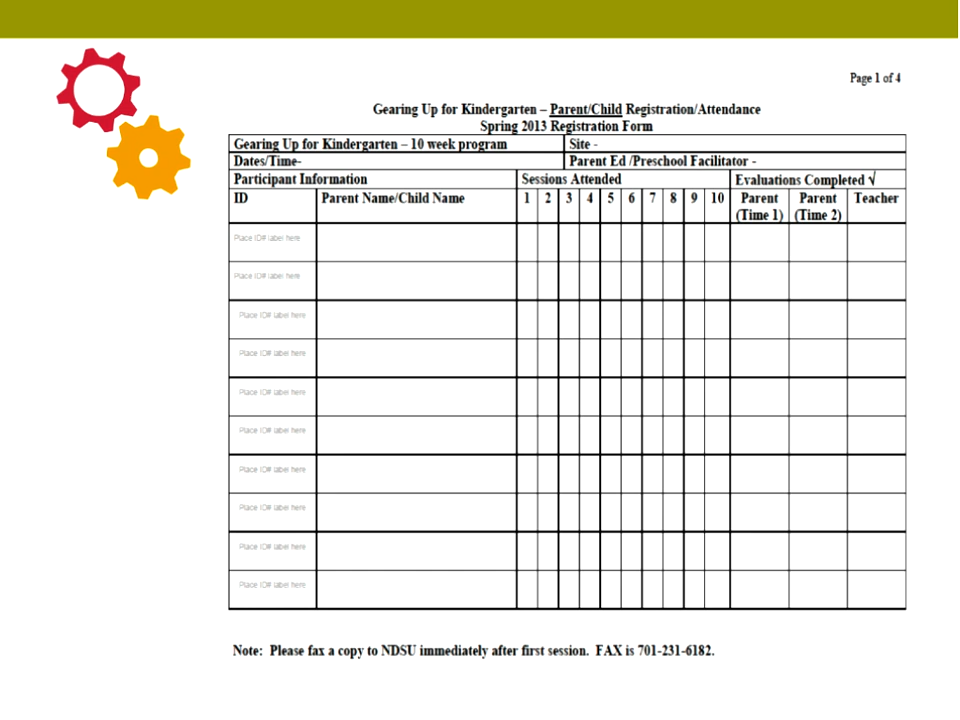 Page 1 of 4
Gearing Up for Kindergarten – Parent/Child Registration/Attendance
Spring 2013 Registration Form
Gearing Up for Kindergarten – 10 week program Site -
Dates/Time- Parent Ed /Preschool Facilitator -
Participant Information Sessions Attended Evaluations Completed √
ID Parent Name/Child Name 1 2 3 4 5 6 7 8 9 10 Parent Parent Teacher
(Time 1) (Time 2)
Place ID# label here
Place ID# label here
Place ID# label here
Place ID# label here
Place ID# label here
Place ID# label here
Place ID# label here
Place ID# label here
Place ID# label here
Place ID# label here
Note: Please fax a copy to NDSU immediately after first session. FAX is 701-231-6182.